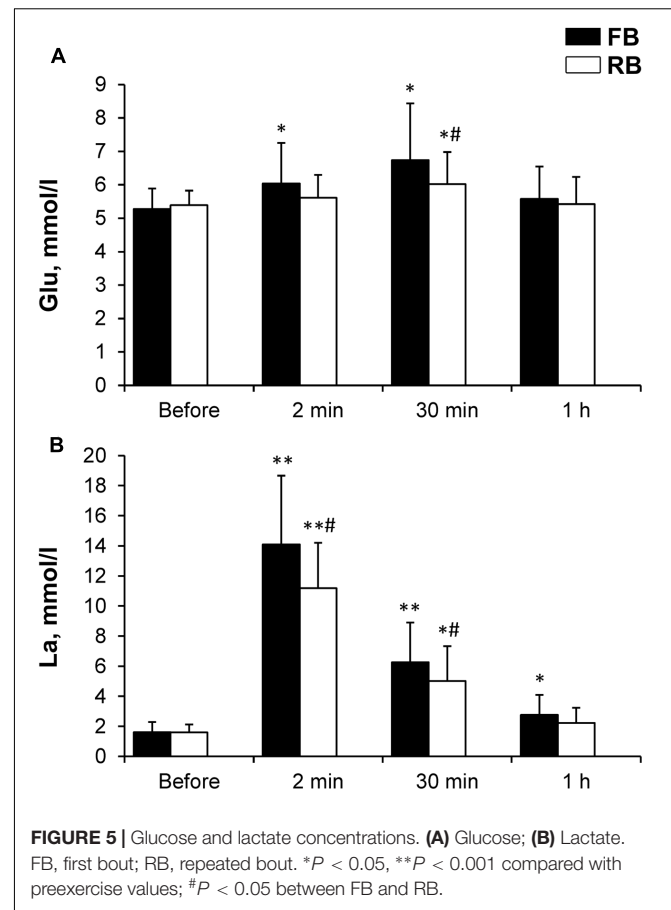 FB
RB
A
9
8
7
6
5
4
3
2
1
0
Glu, mmol/l
*
*
*#
Before 2 min 30 min 1 h
B
20
18
16
14
12
10
8
6
4
2
0
La, mmol/l
**
**#
**
*#
*
Before 2 min 30 min 1 h
FIGURE 5 | Glucose and lactate concentrations. (A) Glucose; (B) Lactate.
FB, first bout; RB, repeated bout. *P < 0.05, **P < 0.001 compared with
preexercise values; #P < 0.05 between FB and RB.